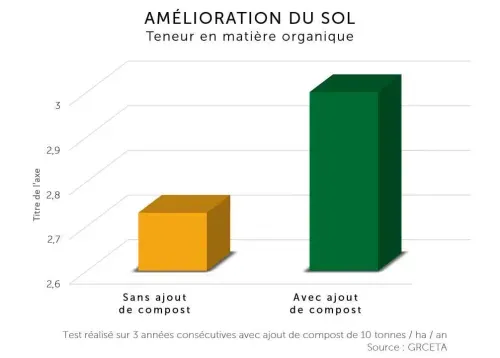 AMÉLIORATION DU SOL
Teneur en matière organique
Titre de l'axe
3
2,9
2,8
2,7
2,6
Sans ajout
de compost
Avec ajout
de compost
Test réalisé sur 3 années consécutives avec ajout de compost de 10 tonnes / ha / an
Source : GRCETA